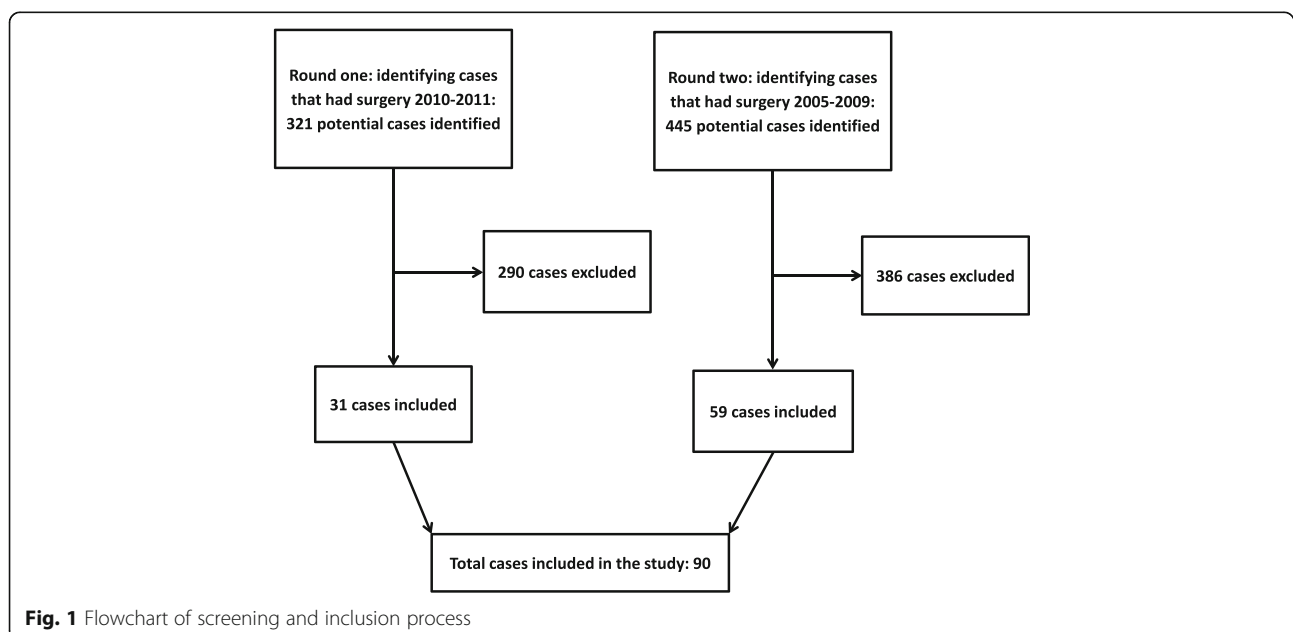 Round one: identifying cases
that had surgery 2010-2011:
321 potential cases identified
Round two: identifying cases
that had surgery 2005-2009:
445 potential cases identified
290 cases excluded
386 cases excluded
31 cases included
59 cases included
Total cases included in the study: 90
Fig. 1 Flowchart of screening and inclusion process